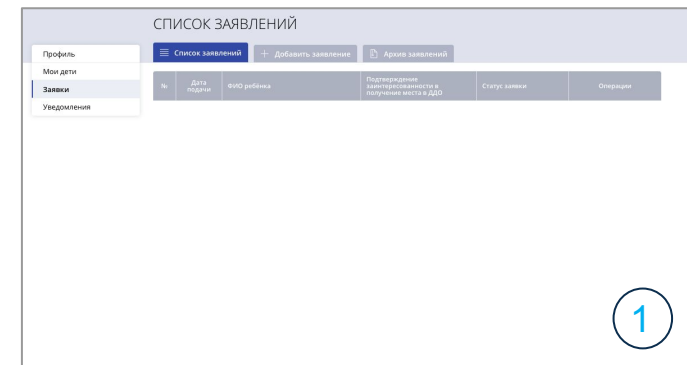 СПИСОК ЗАЯВЛЕНИЙ
Профиль
Мои дети
Заявки
Уведомления
Список заявлений
Добавить заявление
Архив заявлений
№
Дата
подачи
ФИО ребёнка
Подтверждение
заинтересованности в
получение места в ДДО
Статус заявки
Операции
1